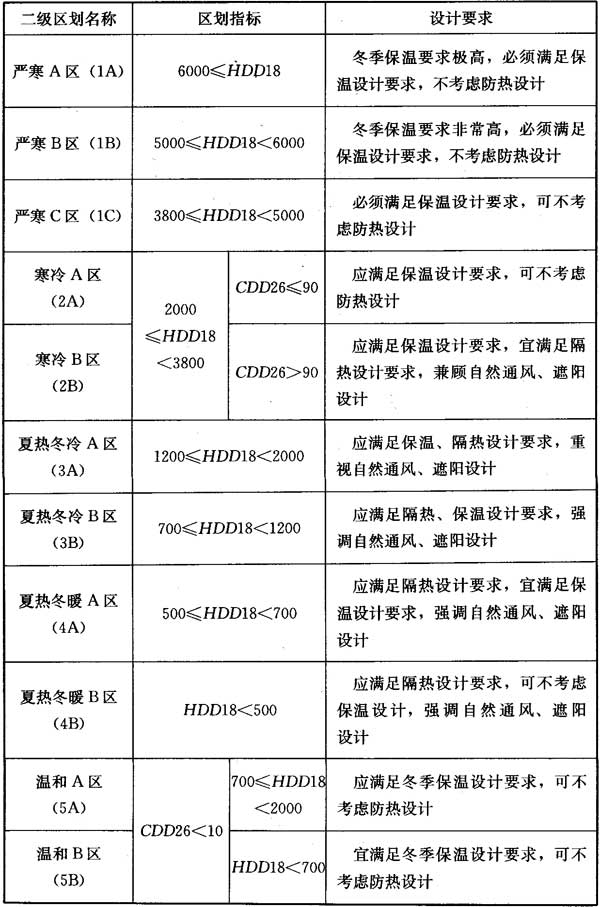 二级区划名称 区划指标 设计要求
严寒A区（1A） 6000≤HDD18 冬季保温要求极高，必须满足保
温设计要求，不考虑防热设计
严寒B区（1B） 5000≤HDD18<6000 冬季保温要求非常高，必须满足
保温设计要求，不考虑防热设计
严寒C区（1C） 3800≤HDD18<5000 必须满足保温设计要求，可不考
虑防热设计
寒冷A区
（2A）
2000
≤HDD18
<3800
CDD26≤90
应满足保温设计要求，可不考虑
防热设计
寒冷B区
（2B）
CDD26>90
应满足保温设计要求，宜满足隔
热设计要求，兼顾自然通风、遮阳
设计
夏热冬冷A区
（3A）
1200≤HDD18<2000
应满足保温、隔热设计要求，重
视自然通风、遮阳设计
夏热冬冷B区
（3B）
700≤HDD18<1200
应满足隔热、保温设计要求，强
调自然通风、遮阳设计
夏热冬暖A区
（4A）
500≤HDD18<700
应满足隔热设计要求，宜满足保
温设计要求，强调自然通风、遮阳
设计
夏热冬暖B区
（4B）
HDD18<500
应满足隔热设计要求，可不考虑
保温设计，强调自然通风、遮阳
设计
温和A区
（5A）
CDD26<10
700≤HDD18
<2000
应满足冬季保温设计要求，可不
考虑防热设计
温和B区
（5B）
HDD18<700
宜满足冬季保温设计要求，可不
考虑防热设计